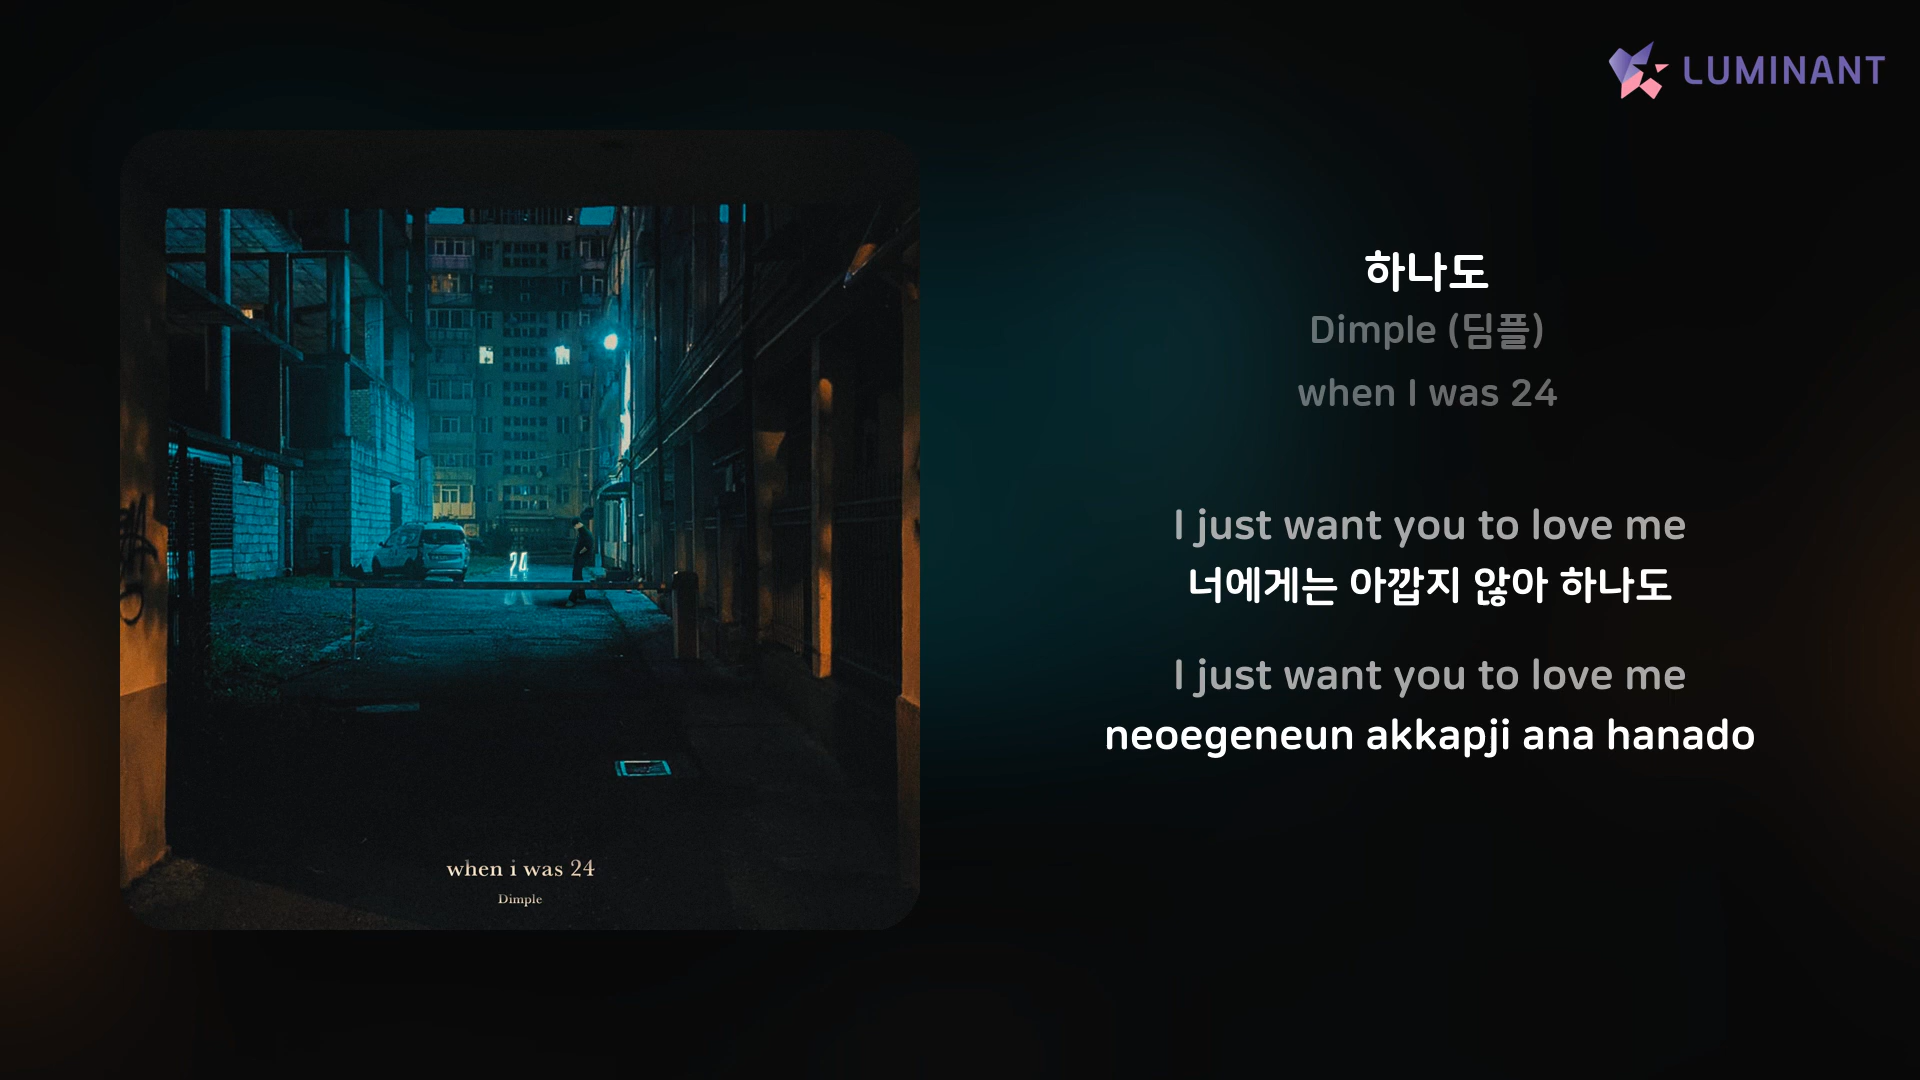 LUMINANT
하나도
Dimple (딤플)
when I was 24
I just want you to love me
너에게는 아깝지 않아 하나도
I just want you to love me
neoegeneun akkapji ana hanado
24
when i was 24
Dimple